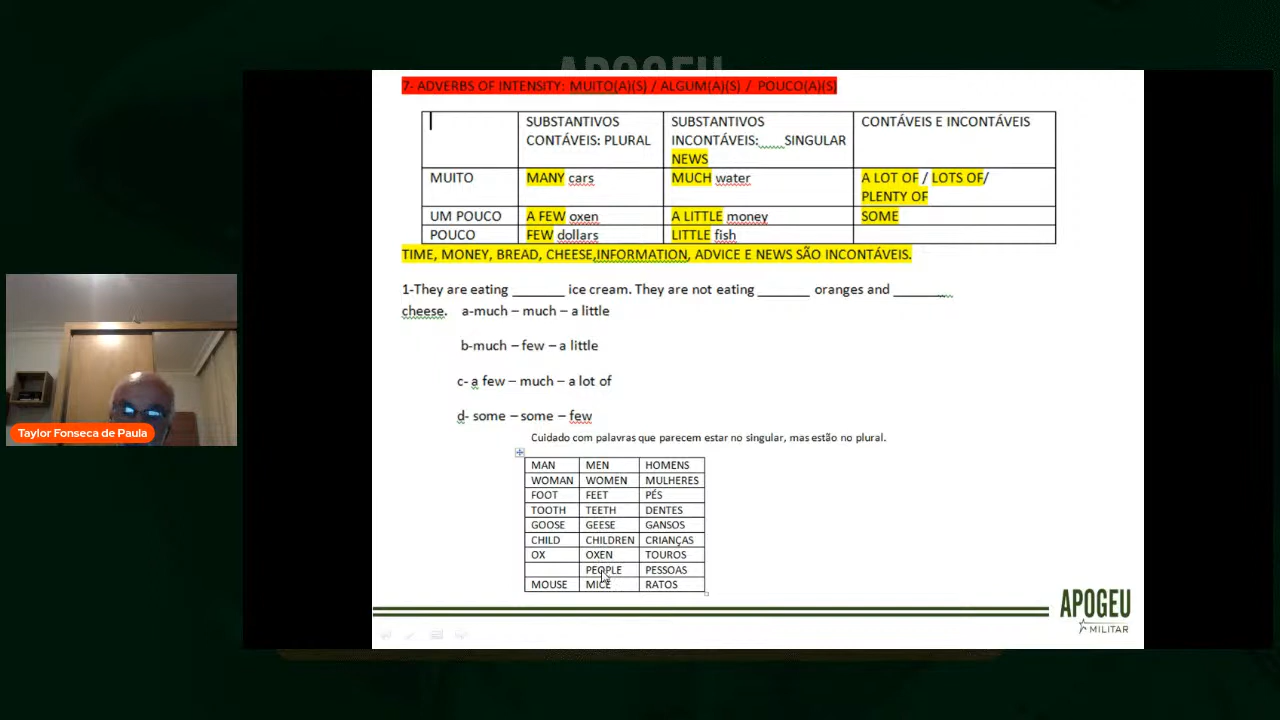 APOGEU
7- ADVERBS OF INTENSITY: MUITO(A)(S) / ALGUM(A)(S) / POUCO(A)(S)
SUBSTANTIVOS CONTÁVEIS: PLURAL
SUBSTANTIVOS INCONTÁVEIS: SINGULAR NEWS
CONTÁVEIS E INCONTÁVEIS
MUITO MANY cars MUCH water A LOT OF / LOTS OF/ PLENTY OF
UM POUCO A FEW oxen A LITTLE money SOME
POUCO FEW dollars LITTLE fish
TIME, MONEY, BREAD, CHEESE,INFORMATION, ADVICE E NEWS SÃO INCONTÁVEIS.
1-They are eating _______ ice cream. They are not eating _______ oranges and _______
cheese. a-much – much – a little
b-much – few – a little
c- a few – much – a lot of
d- some – some – few
Cuidado com palavras que parecem estar no singular, mas estão no plural.
MAN MEN HOMENS
WOMAN WOMEN MULHERES
FOOT FEET PÉS
TOOTH TEETH DENTES
GOOSE GEESE GANSOS
CHILD CHILDREN CRIANÇAS
OX OXEN TOUROS
PEOPLE PESSOAS
MOUSE MICE RATOS
Taylor Fonseca de Paula
APOGEU
MILITAR